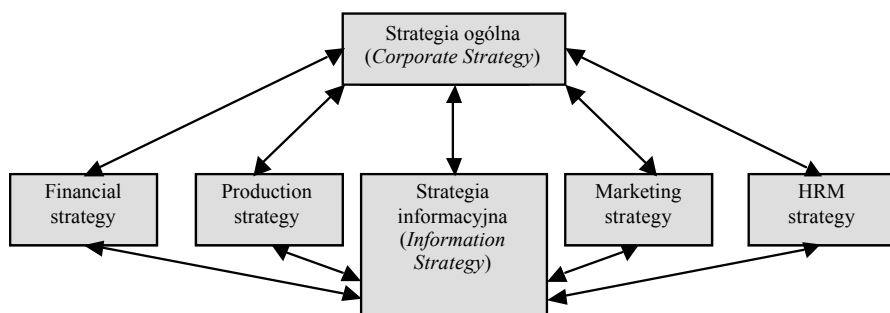 Strategia ogólna
(Corporate Strategy)
Financial
strategy
Production
strategy
Strategia
informacyjna
(Information
Strategy)
Marketing
strategy
HRM
strategy